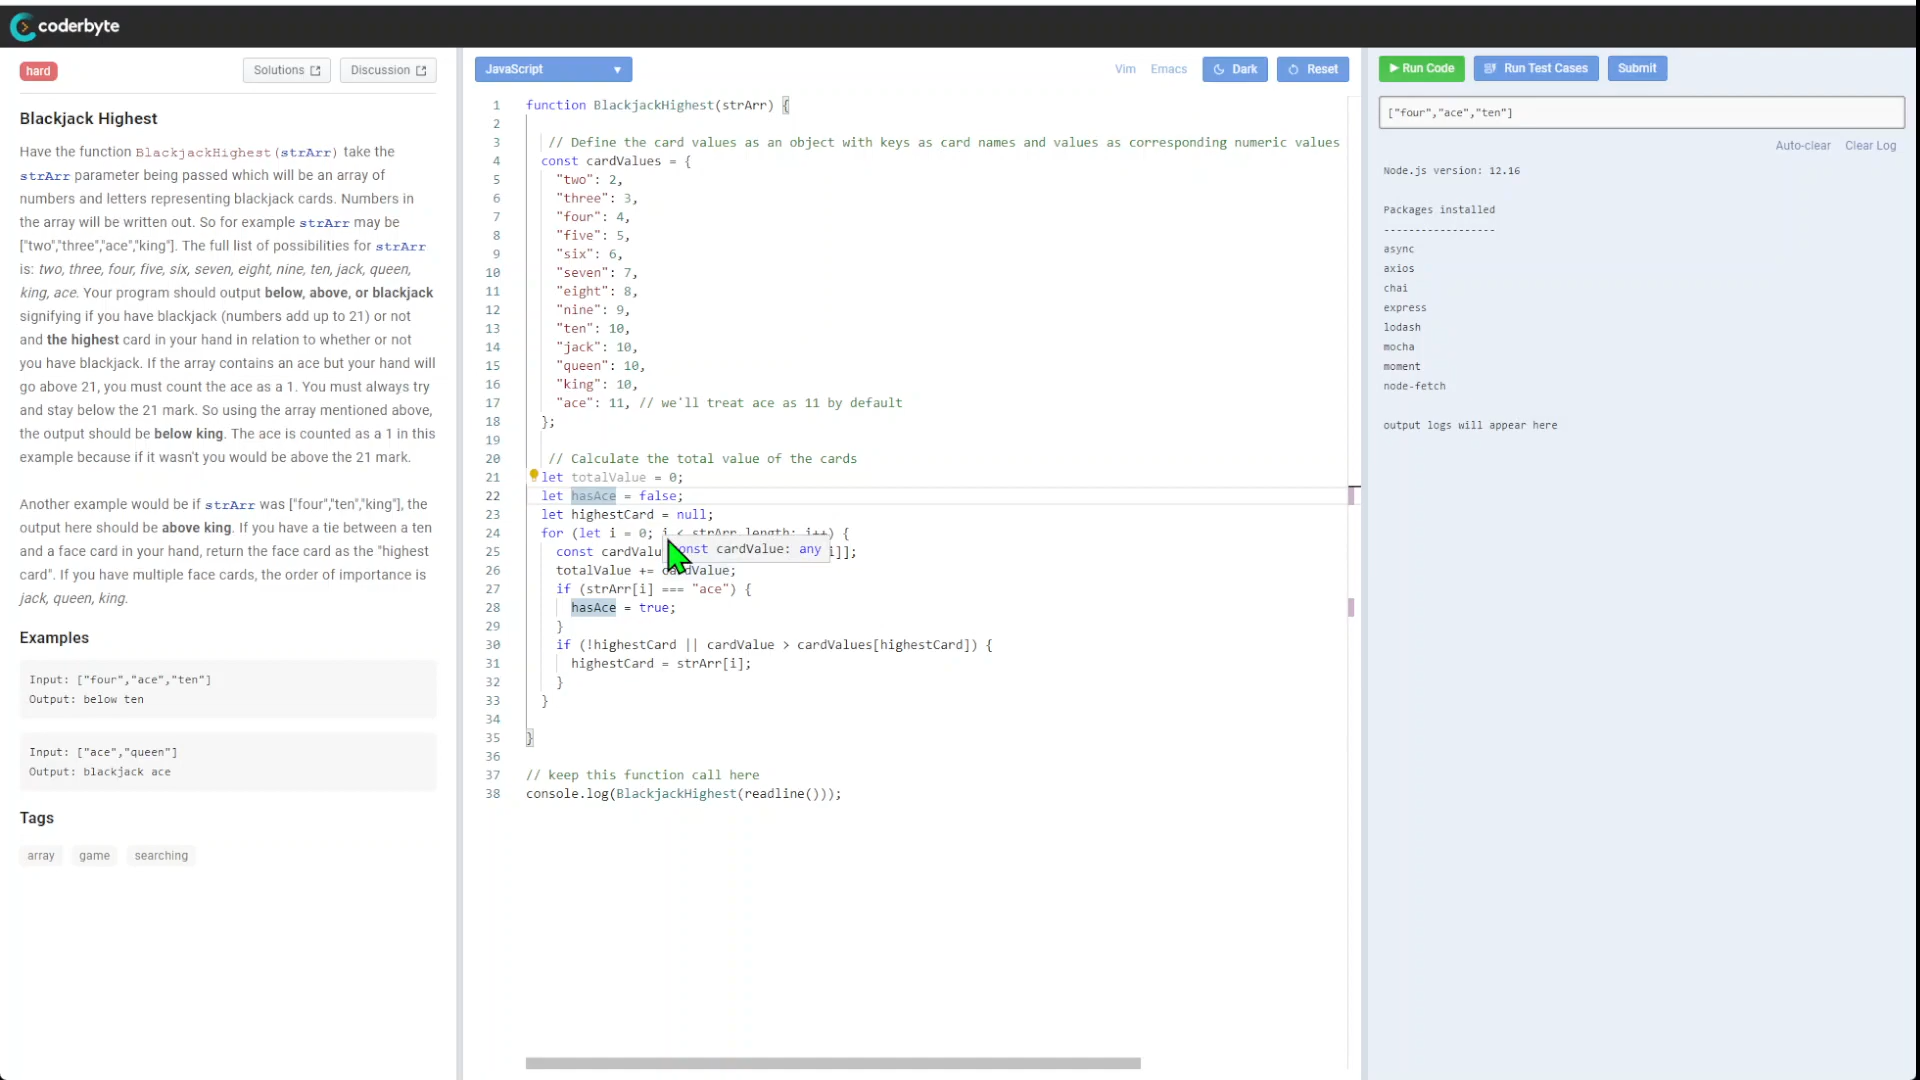 coderbyte
hard
Solutions
Discussion
Blackjack Highest
Have the function BlackjackHighest(strArr) take the
strArr parameter being passed which will be an array of
numbers and letters representing blackjack cards. Numbers in
the array will be written out. So for example strArr may be
["two","three","ace","king"]. The full list of possibilities for strArr
is: two, three, four, five, six, seven, eight, nine, ten, jack, queen,
king, ace. Your program should output below, above, or blackjack
signifying if you have blackjack (numbers add up to 21) or not
and the highest card in your hand in relation to whether or not
you have blackjack. If the array contains an ace but your hand will
go above 21, you must count the ace as a 1. You must always try
and stay below the 21 mark. So using the array mentioned above,
the output should be below king. The ace is counted as a 1 in this
example because if it wasn't you would be above the 21 mark.
Another example would be if strArr was ["four","ten","king"], the
output here should be above king. If you have a tie between a ten
and a face card in your hand, return the face card as the "highest
card". If you have multiple face cards, the order of importance is
jack, queen, king.
Examples
Input: ["four","ace","ten"]
Output: below ten
Input: ["ace","queen"]
Output: blackjack ace
Tags
array game searching
JavaScript
Vim Emacs Dark Reset
1 function BlackjackHighest(strArr) {
2
3 // Define the card values as an object with keys as card names and values as corresponding numeric values
4 const cardValues = {
5 "two": 2,
6 "three": 3,
7 "four": 4,
8 "five": 5,
9 "six": 6,
10 "seven": 7,
11 "eight": 8,
12 "nine": 9,
13 "ten": 10,
14 "jack": 10,
15 "queen": 10,
16 "king": 10,
17 "ace": 11, // we'll treat ace as 11 by default
18 };
19
20 // Calculate the total value of the cards
21 let totalValue = 0;
22 let hasAce = false;
23 let highestCard = null;
24 for (let i = 0; i < strArr.length; i++) {
25 const cardValu i]];
const cardValue: any
26 totalValue += cardValue;
27 if (strArr[i] === "ace") {
28 hasAce = true;
29 }
30 if (!highestCard || cardValue > cardValues[highestCard]) {
31 highestCard = strArr[i];
32 }
33 }
34
35 }
36
37 // keep this function call here
38 console.log(BlackjackHighest(readline()));
Run Code Run Test Cases Submit
["four","ace","ten"]
Auto-clear Clear Log
Node.js version: 12.16
Packages installed
------------------
async
axios
chai
express
lodash
mocha
moment
node-fetch
output logs will appear here